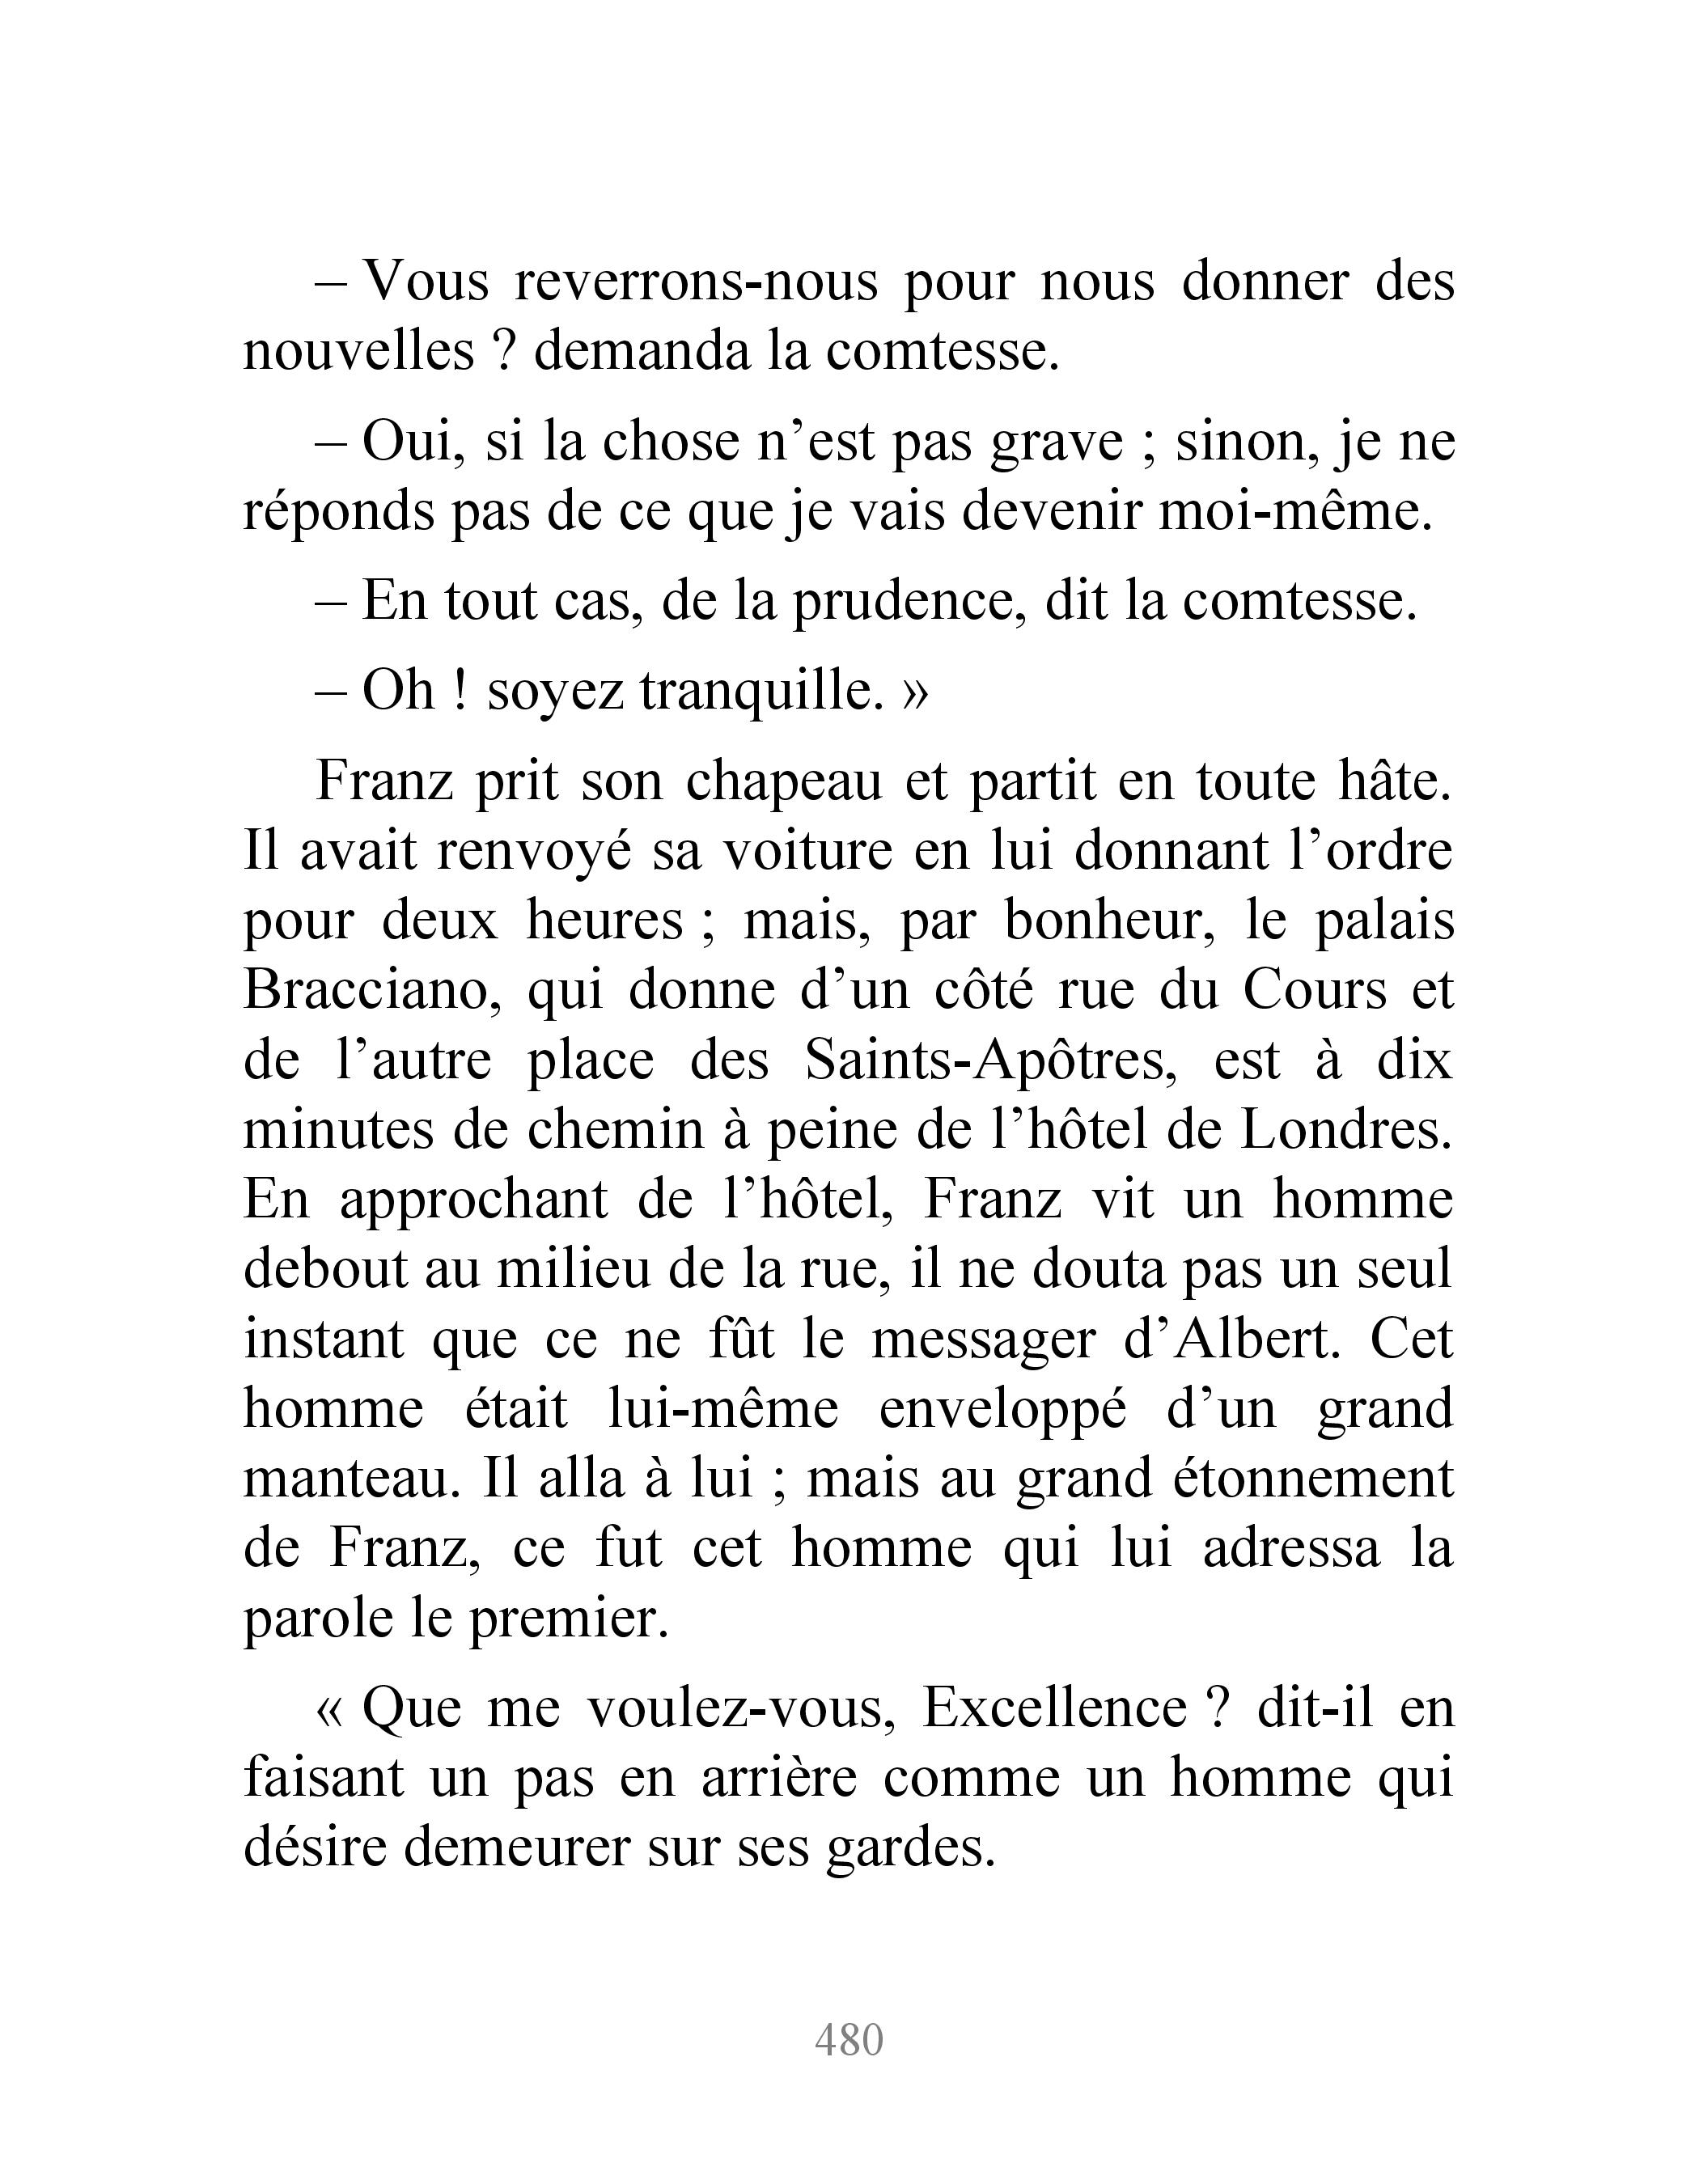 – Vous reverrons-nous pour nous donner des
nouvelles ? demanda la comtesse.
– Oui, si la chose n’est pas grave ; sinon, je ne
réponds pas de ce que je vais devenir moi-même.
– En tout cas, de la prudence, dit la comtesse.
– Oh ! soyez tranquille. »
Franz prit son chapeau et partit en toute hâte.
Il avait renvoyé sa voiture en lui donnant l’ordre
pour deux heures ; mais, par bonheur, le palais
Bracciano, qui donne d’un côté rue du Cours et
de l’autre place des Saints-Apôtres, est à dix
minutes de chemin à peine de l’hôtel de Londres.
En approchant de l’hôtel, Franz vit un homme
debout au milieu de la rue, il ne douta pas un seul
instant que ce ne fût le messager d’Albert. Cet
homme était lui-même enveloppé d’un grand
manteau. Il alla à lui ; mais au grand étonnement
de Franz, ce fut cet homme qui lui adressa la
parole le premier.
« Que me voulez-vous, Excellence ? dit-il en
faisant un pas en arrière comme un homme qui
désire demeurer sur ses gardes.
480